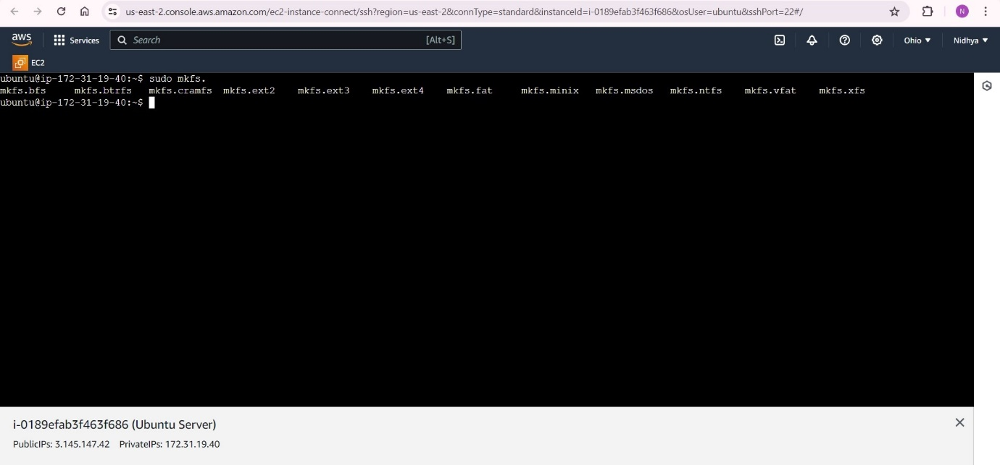 us-east-2.console.aws.amazon.com/ec2-instance-connect/ssh?region=us-east-2&connType=standard&instanceId=i-0189efab3f463f686&osUser=ubuntu&sshPort=22#/
N
aws Services Search [Alt+S] Ohio Nidhya
EC2
ubuntu@ip-172-31-19-40:~$ sudo mkfs.
mkfs.bfs mkfs.btrfs mkfs.cramfs mkfs.ext2 mkfs.ext3 mkfs.ext4 mkfs.fat mkfs.minix mkfs.msdos mkfs.ntfs mkfs.vfat mkfs.xfs
ubuntu@ip-172-31-19-40:~$
i-0189efab3f463f686 (Ubuntu Server)
PublicIPs: 3.145.147.42 PrivateIPs: 172.31.19.40